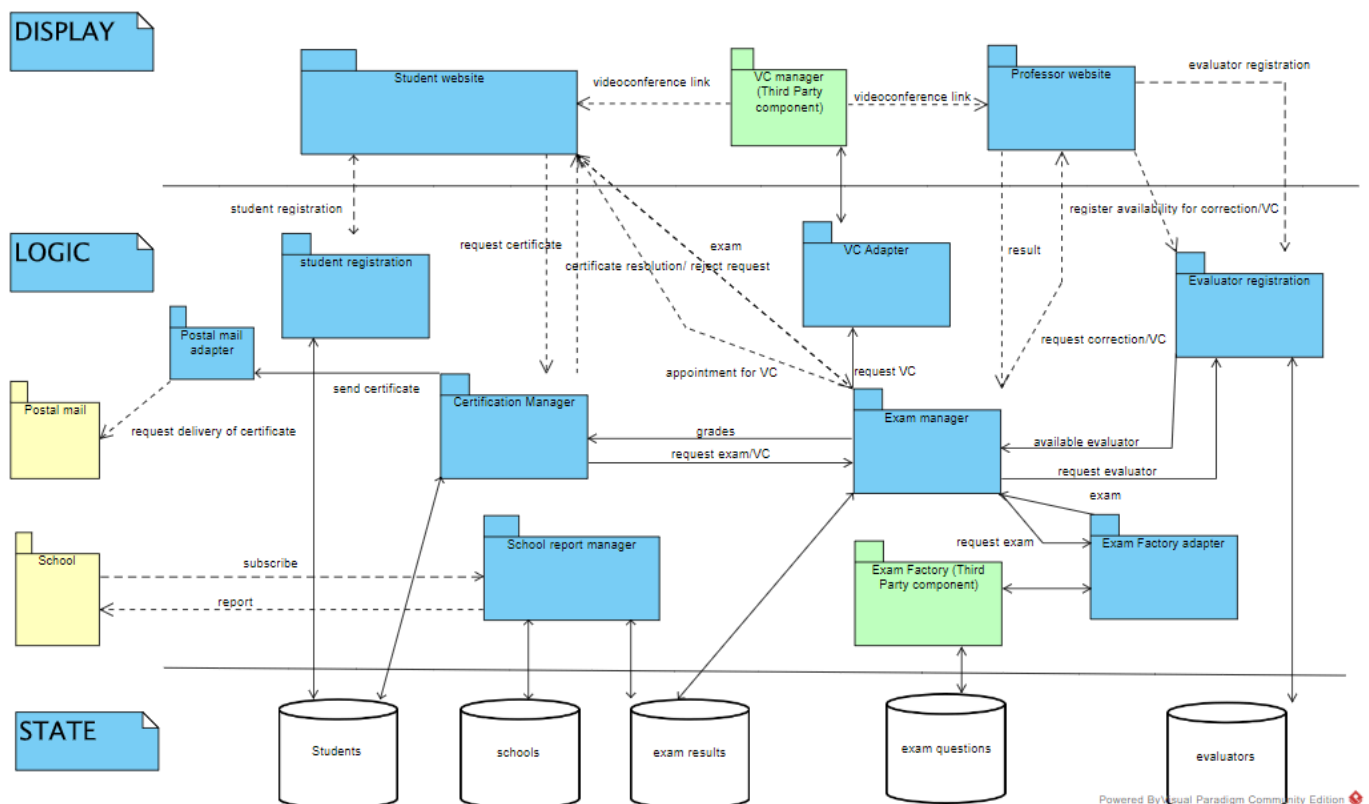 DISPLAY
Student website
videoconference link
VC manager
(Third Party
component)
videoconference link
Professor website
evaluator registration
student registration
request certificate
exam
certificate resolution/ reject request
register availability for correction/VC
result
LOGIC
student registration
VC Adapter
Evaluator registration
Postal mail
adapter
request correction/VC
appointment for VC
request VC
send certificate
Postal mail
request delivery of certificate
Certification Manager
Exam manager
grades
request exam/VC
available evaluator
request evaluator
exam
School
subscribe
report
School report manager
request exam
Exam Factory adapter
Exam Factory (Third
Party component)
STATE
Students
schools
exam results
exam questions
evaluators
Powered By Visual Paradigm Community Edition